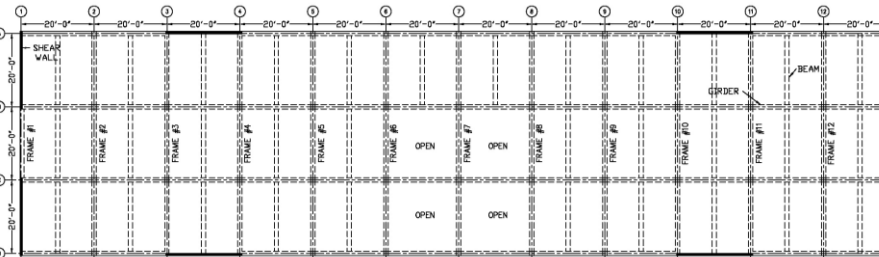 1 2 3 4 5 6 7 8 9 10 11 12
20'-0" 20'-0" 20'-0" 20'-0" 20'-0" 20'-0" 20'-0" 20'-0" 20'-0" 20'-0" 20'-0" 20'-0"
SHEAR
WALL
20'-0"
BEAM
GIRDER
20'-0"
FRAME #1 FRAME #2 FRAME #3 FRAME #4 FRAME #5 FRAME #6 OPEN FRAME #7 OPEN FRAME #8 FRAME #9 FRAME #10 FRAME #11 FRAME #12
20'-0"
OPEN OPEN